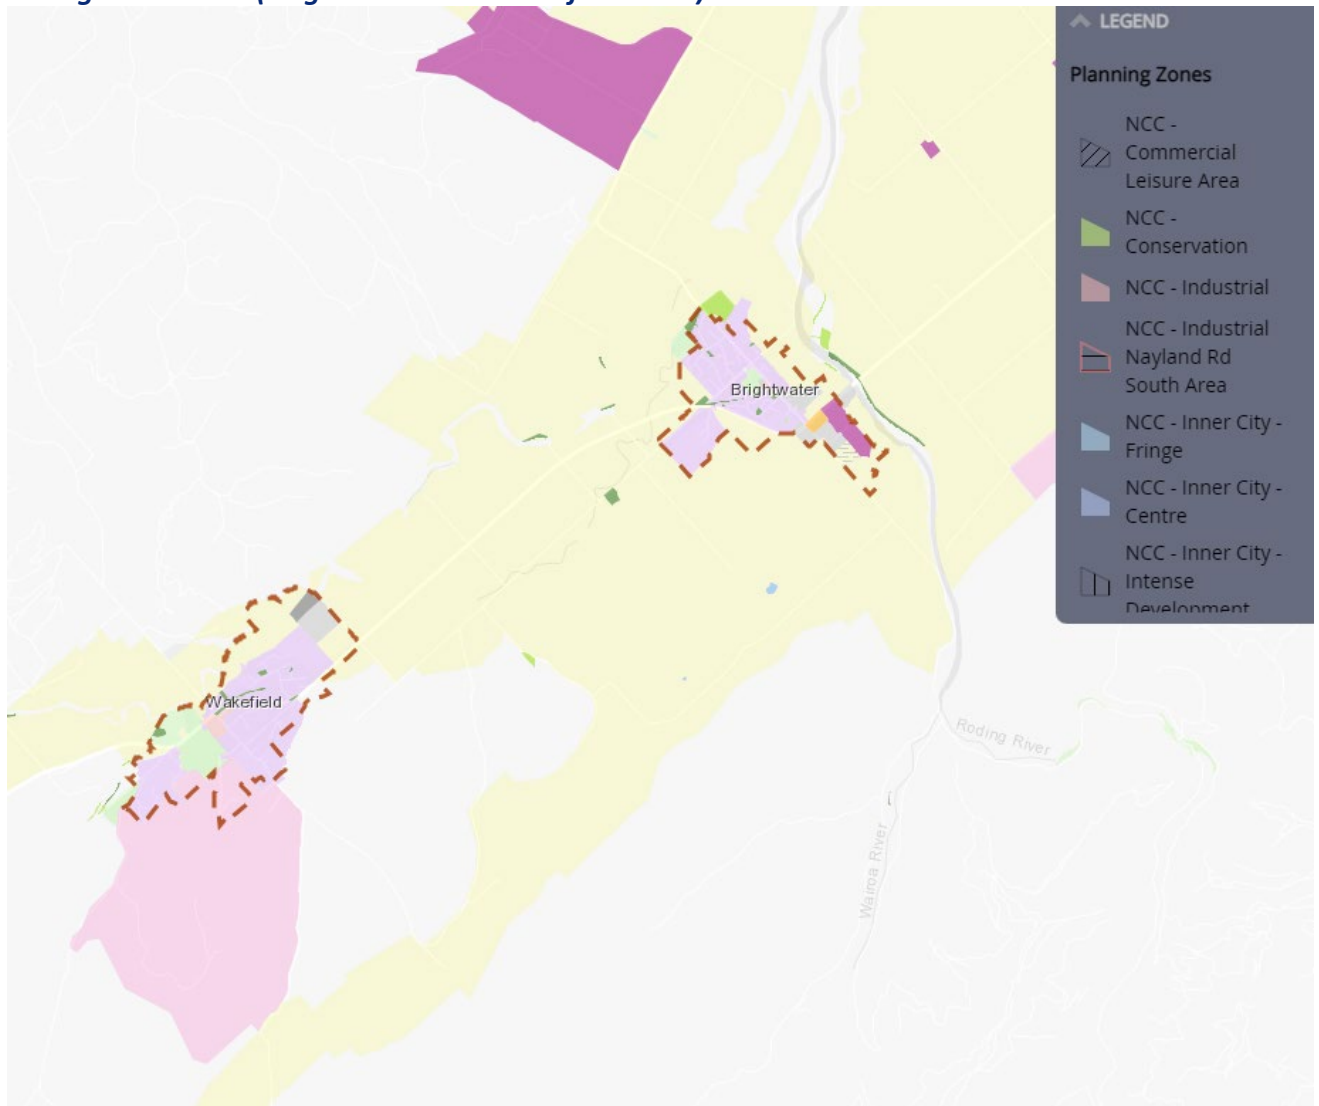 LEGEND
Planning Zones
NCC -
Commercial
Leisure Area
NCC -
Conservation
NCC - Industrial
NCC - Industrial
Nayland Rd
South Area
NCC - Inner City -
Fringe
NCC - Inner City -
Centre
NCC - Inner City -
Intense
Development
Brightwater
Wakefield
Roding River
Wairoa River